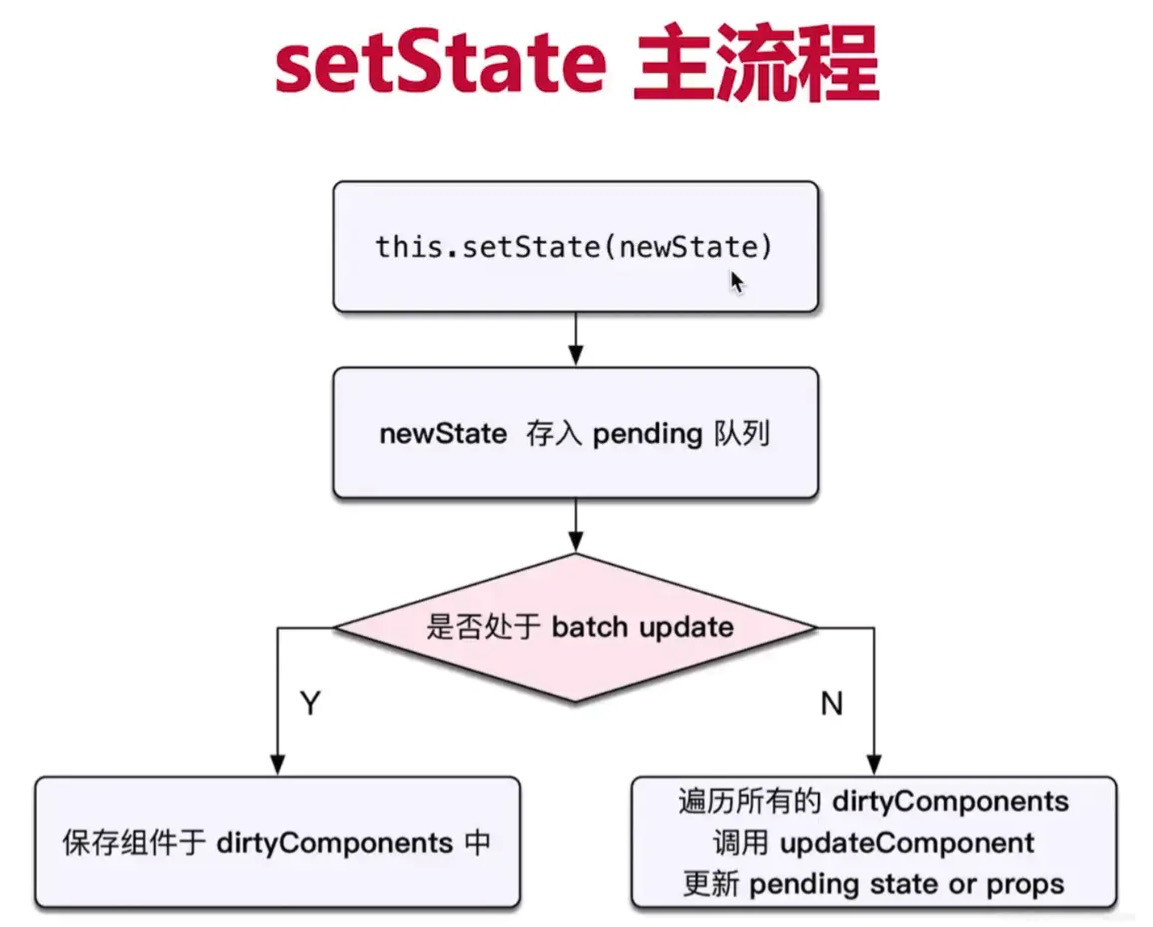 setState 主流程
this.setState(newState)
newState 存入 pending 队列
是否处于 batch update
Y
N
保存组件于 dirtyComponents 中
遍历所有的 dirtyComponents
调用 updateComponent
更新 pending state or props